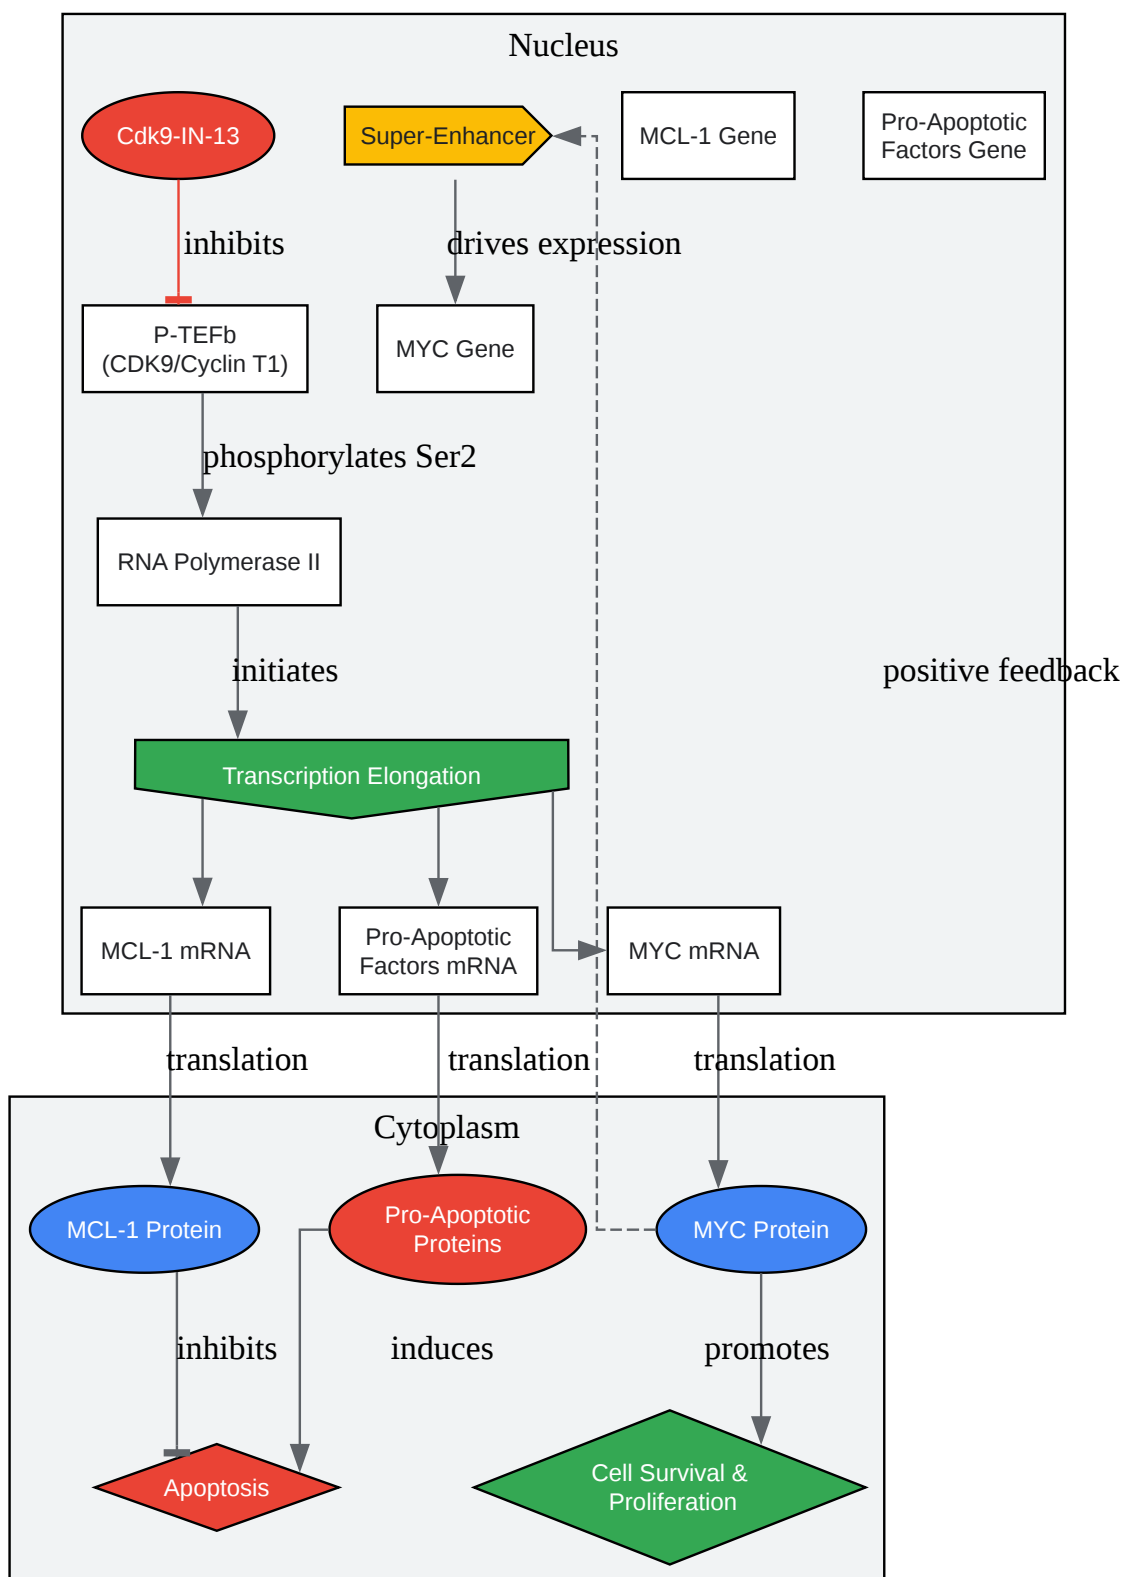 Nucleus
Cdk9-IN-13
Super-Enhancer
MCL-1 Gene
Pro-Apoptotic
Factors Gene
inhibits
drives expression
P-TEFb
(CDK9/Cyclin T1)
MYC Gene
phosphorylates Ser2
RNA Polymerase II
initiates
positive feedback
Transcription Elongation
MCL-1 mRNA
Pro-Apoptotic
Factors mRNA
MYC mRNA
translation
translation
translation
Cytoplasm
MCL-1 Protein
Pro-Apoptotic
Proteins
MYC Protein
inhibits
induces
promotes
Apoptosis
Cell Survival &
Proliferation